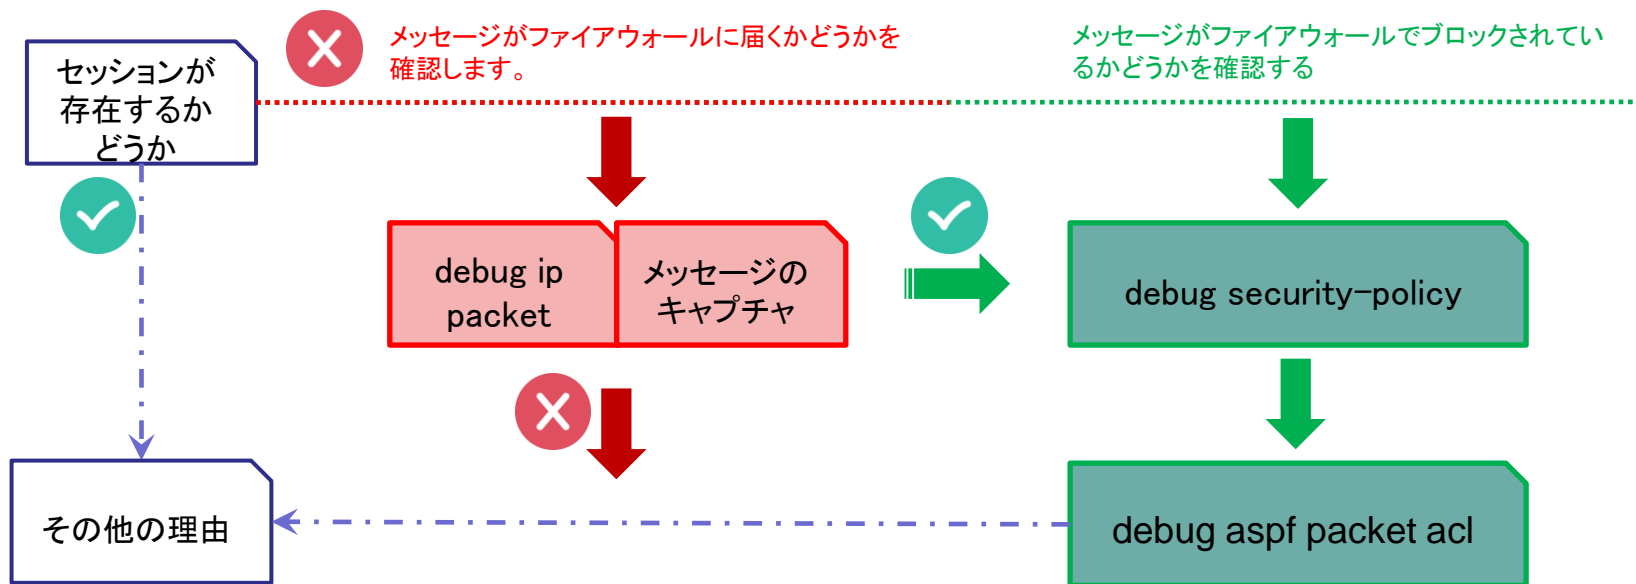 メッセージがファイアウォールに届くかどうかを
確認します。
メッセージがファイアウォールでブロックされてい
るかどうかを確認する
セッションが
存在するか
どうか
debug ip
packet
メッセージの
キャプチャ
debug security-policy
その他の理由
debug aspf packet acl